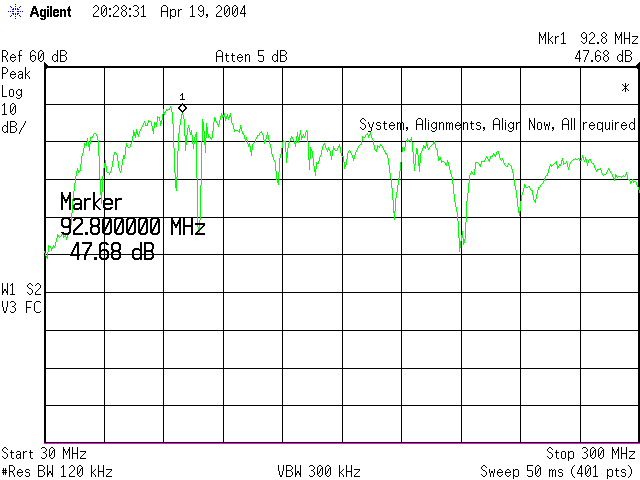 Agilent 20:28:31 Apr 19, 2004
Mkr1 92.8 MHz
Ref 60 dB Atten 5 dB 47.68 dB
Peak
Log
10
dB/
1
*
System, Alignments, Align Now, All required
Marker
92.800000 MHz
47.68 dB
W1 S2
V3 FC
Start 30 MHz Stop 300 MHz
#Res BW 120 kHz VBW 300 kHz Sweep 50 ms (401 pts)